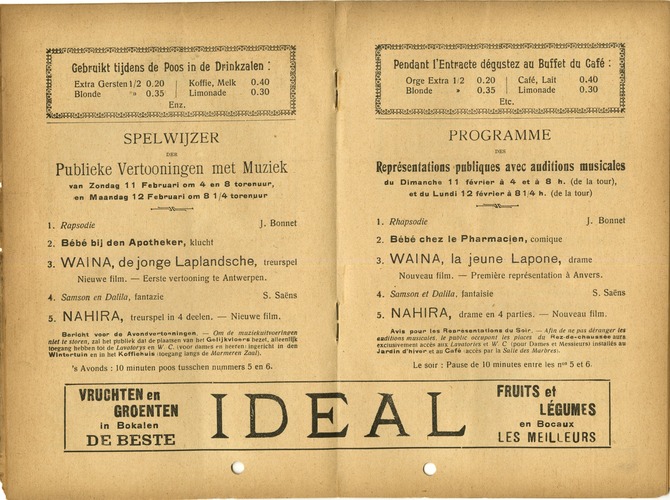 Gebruikt tijdens de Poos in de Drinkzalen :
Extra Gersten 1/2 0.20 Koffie, Melk 0.40
Blonde » 0.35 Limonade 0.30
Enz.
SPELWIJZER
DER
Publieke Vertooningen met Muziek
van Zondag 11 Februari om 4 en 8 torenuur,
en Maandag 12 Februari om 8 1/4 torenuur
1. Rapsodie J. Bonnet
2. Bébé bij den Apotheker, klucht
3. WAINA, de jonge Laplandsche, treurspel
Nieuwe film. — Eerste vertooning te Antwerpen.
4. Samson en Dalila, fantazie S. Saëns
5. NAHIRA, treurspel in 4 deelen. — Nieuwe film.
Bericht voor de Avondvertooningen. — Om de muziekuitvoeringen
niet te storen, zal het publiek dat de plaatsen van het Gelijkvloers bezet, alleenlijk
toegang hebben tot de Lavatorys en W. C. (voor dames en heeren) ingericht in den
Wintertuin en in het Koffiehuis (toegang langs de Marmeren Zaal).
's Avonds : 10 minuten poos tusschen nummers 5 en 6.
VRUCHTEN en
GROENTEN
in Bokalen
DE BESTE
IDEAL
Pendant l'Entracte dégustez au Buffet du Café :
Orge Extra 1/2 0.20 Café, Lait 0.40
Blonde » 0.35 Limonade 0.30
Etc.
PROGRAMME
DES
Représentations publiques avec auditions musicales
du Dimanche 11 février à 4 et à 8 h. (de la tour),
et du Lundi 12 février à 8 1/4 h. (de la tour)
1. Rhapsodie J. Bonnet
2. Bébé chez le Pharmacien, comique
3. WAINA, la jeune Lapone, drame
Nouveau film. — Première représentation à Anvers.
4. Samson et Dalila, fantaisie S. Saëns
5. NAHIRA, drame en 4 parties. — Nouveau film.
Avis pour les Représentations du Soir. — Afin de ne pas déranger les
auditions musicales, le public occupant les places du Rez-de-chaussée aura
exclusivement accès aux Lavatories et W. C. (pour Dames et Messieurs) installés au
Jardin d'hiver et au Café (accès par la Salle des Marbres).
Le soir : Pause de 10 minutes entre les nos 5 et 6.
FRUITS et
LÉGUMES
en Bocaux
LES MEILLEURS